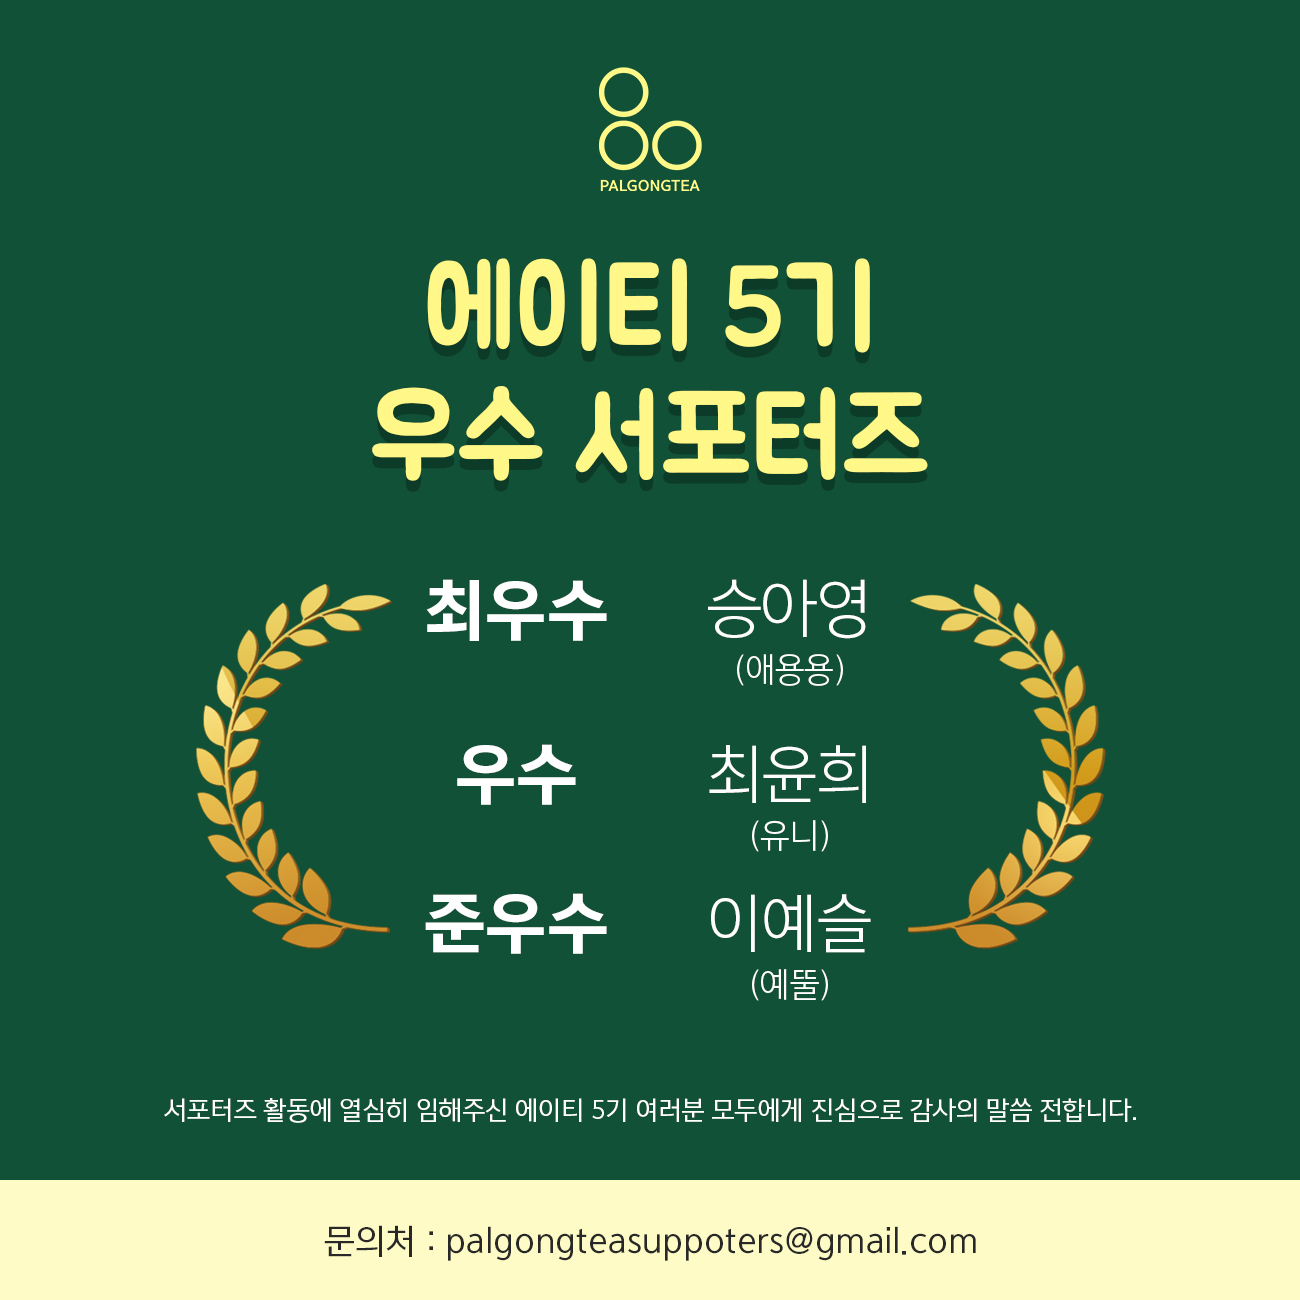 PALGONGTEA
에이티 5기
우수 서포터즈
최우수 승아영
(애용용)
우수 최윤희
(유니)
준우수 이예슬
(예뚤)
서포터즈 활동에 열심히 임해주신 에이티 5기 여러분 모두에게 진심으로 감사의 말씀 전합니다.
문의처 : palgongteasuppoters@gmail.com